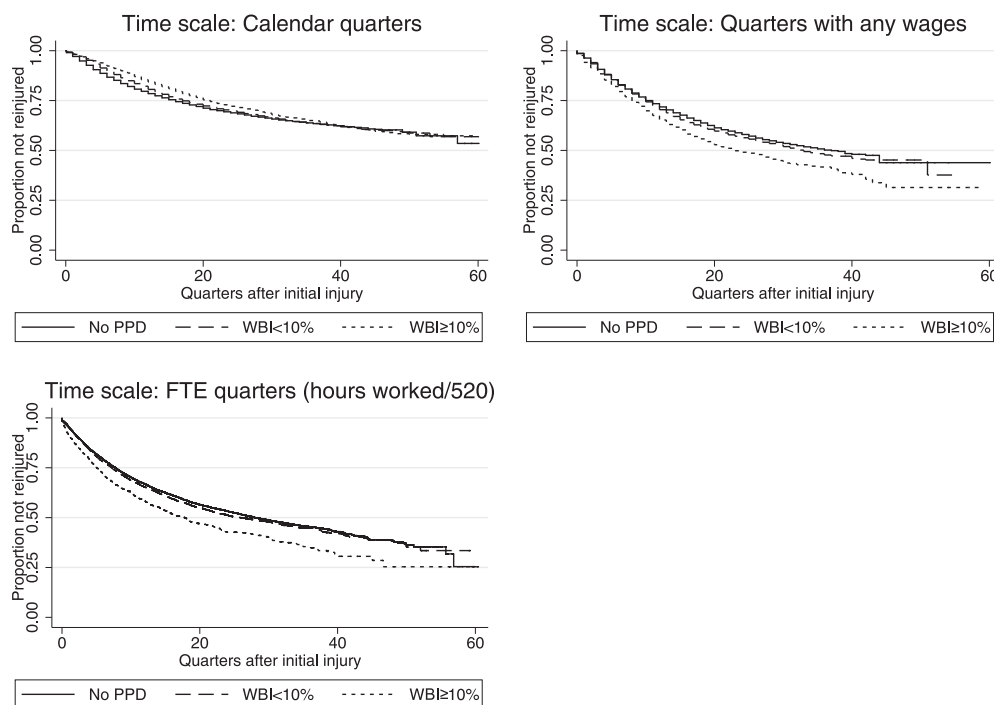 Time scale: Calendar quarters
Proportion not reinjured
1.00
0.75
0.50
0.25
0.00
0 20 40 60
Quarters after initial injury
No PPD WBI<10% WBI≥10%
Time scale: Quarters with any wages
Proportion not reinjured
1.00
0.75
0.50
0.25
0.00
0 20 40 60
Quarters after initial injury
No PPD WBI<10% WBI≥10%
Time scale: FTE quarters (hours worked/520)
Proportion not reinjured
1.00
0.75
0.50
0.25
0.00
0 20 40 60
Quarters after initial injury
No PPD WBI<10% WBI≥10%